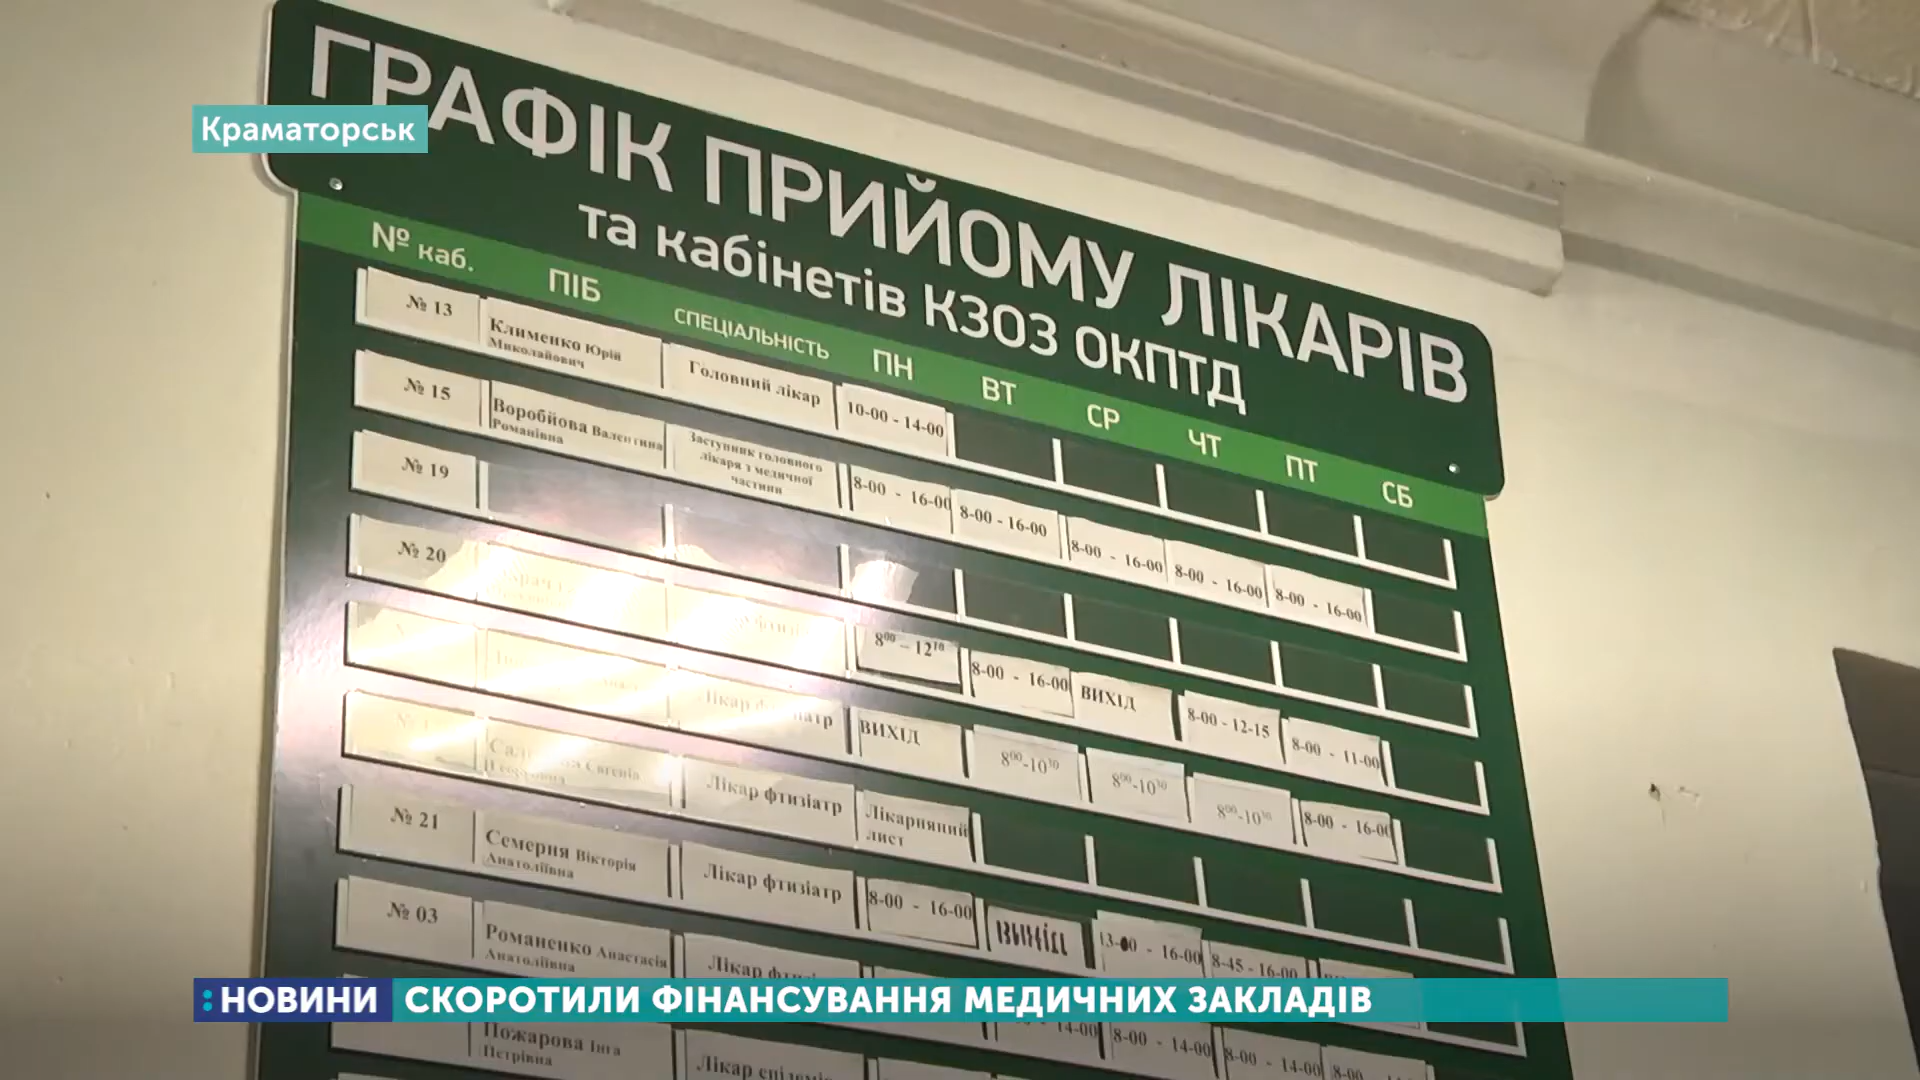 Краматорськ
ГРАФІК ПРИЙОМУ ЛІКАРІВ
та кабінетів КЗОЗ ОКПТД
№ каб. ПІБ СПЕЦІАЛЬНІСТЬ ПН ВТ СР ЧТ ПТ СБ
№ 13 Клименко Юрій Миколайович Головний лікар 10-00 - 14-00
№ 15 Воробйова Валентина Романівна Заступник головного лікаря з медичної частини 8-00 - 16-00 8-00 - 16-00 8-00 - 16-00 8-00 - 16-00 8-00 - 16-00
№ 19
№ 20 8⁰⁰ – 12¹⁰ 8-00 - 16-00 ВИХІД 8-00 - 12-15 8-00 - 11-00
Лікар ВИХІД 8⁰⁰-10³⁰ 8⁰⁰-10³⁰ 8⁰⁰-10³⁰ 8-00 - 16-00
Євгенія Лікар фтизіатр Лікарняний лист
№ 21 Семерня Вікторія Анатоліївна Лікар фтизіатр 8-00 - 16-00 ВИХІД 13-00 - 16-00 8-45 - 16-00
№ 03 Романенко Анастасія Анатоліївна Лікар
Пожарова Інга Петрівна Лікар 14-00 8-00 - 14-00 8-00 - 14-00 8-00
: НОВИНИ СКОРОТИЛИ ФІНАНСУВАННЯ МЕДИЧНИХ ЗАКЛАДІВ